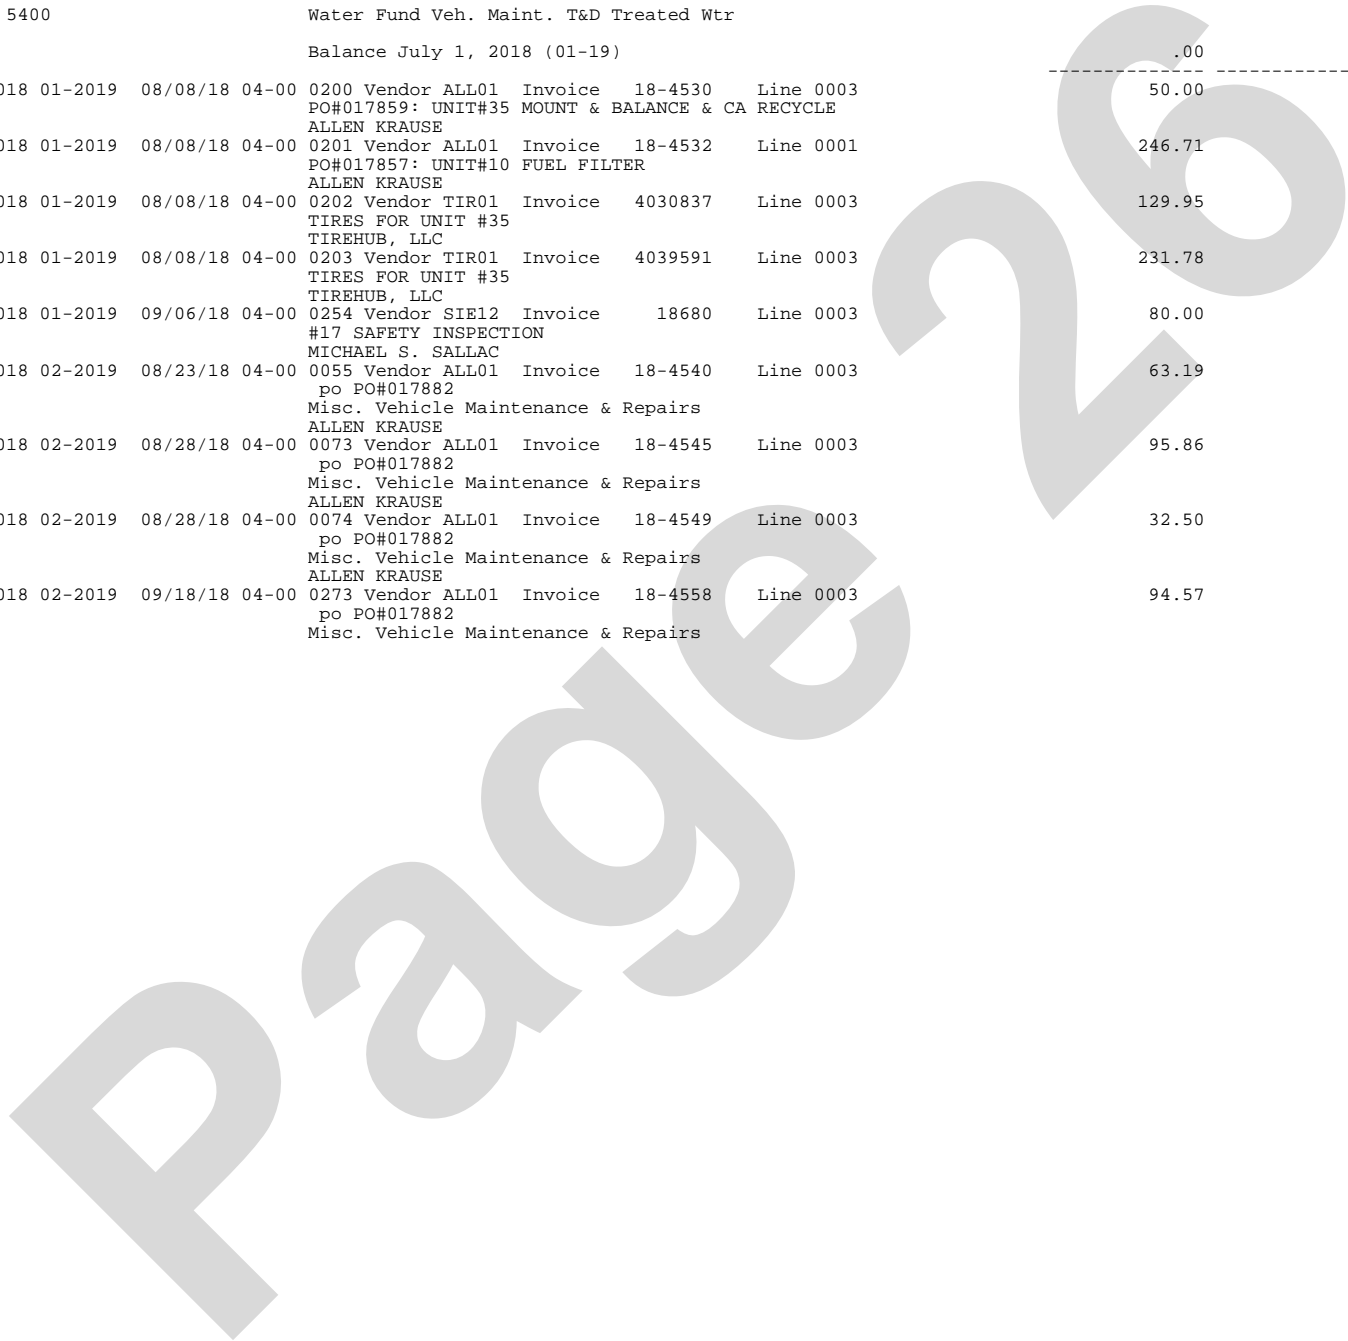 5400 Water Fund Veh. Maint. T&D Treated Wtr
Balance July 1, 2018 (01-19) .00
018 01-2019 08/08/18 04-00 0200 Vendor ALL01 Invoice 18-4530 Line 0003 50.00
PO#017859: UNIT#35 MOUNT & BALANCE & CA RECYCLE
ALLEN KRAUSE
018 01-2019 08/08/18 04-00 0201 Vendor ALL01 Invoice 18-4532 Line 0001 246.71
PO#017857: UNIT#10 FUEL FILTER
ALLEN KRAUSE
018 01-2019 08/08/18 04-00 0202 Vendor TIR01 Invoice 4030837 Line 0003 129.95
TIRES FOR UNIT #35
TIREHUB, LLC
018 01-2019 08/08/18 04-00 0203 Vendor TIR01 Invoice 4039591 Line 0003 231.78
TIRES FOR UNIT #35
TIREHUB, LLC
018 01-2019 09/06/18 04-00 0254 Vendor SIE12 Invoice 18680 Line 0003 80.00
#17 SAFETY INSPECTION
MICHAEL S. SALLAC
018 02-2019 08/23/18 04-00 0055 Vendor ALL01 Invoice 18-4540 Line 0003 63.19
po PO#017882
Misc. Vehicle Maintenance & Repairs
ALLEN KRAUSE
018 02-2019 08/28/18 04-00 0073 Vendor ALL01 Invoice 18-4545 Line 0003 95.86
po PO#017882
Misc. Vehicle Maintenance & Repairs
ALLEN KRAUSE
018 02-2019 08/28/18 04-00 0074 Vendor ALL01 Invoice 18-4549 Line 0003 32.50
po PO#017882
Misc. Vehicle Maintenance & Repairs
ALLEN KRAUSE
018 02-2019 09/18/18 04-00 0273 Vendor ALL01 Invoice 18-4558 Line 0003 94.57
po PO#017882
Misc. Vehicle Maintenance & Repairs
Page 26